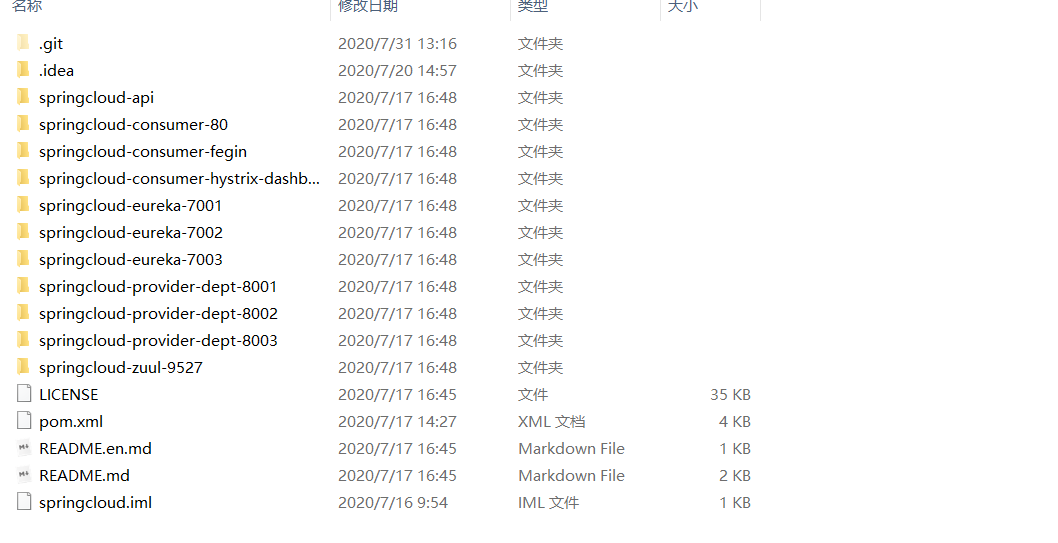 名称 修改日期 类型 大小
.git 2020/7/31 13:16 文件夹
.idea 2020/7/20 14:57 文件夹
springcloud-api 2020/7/17 16:48 文件夹
springcloud-consumer-80 2020/7/17 16:48 文件夹
springcloud-consumer-fegin 2020/7/17 16:48 文件夹
springcloud-consumer-hystrix-dashb... 2020/7/17 16:48 文件夹
springcloud-eureka-7001 2020/7/17 16:48 文件夹
springcloud-eureka-7002 2020/7/17 16:48 文件夹
springcloud-eureka-7003 2020/7/17 16:48 文件夹
springcloud-provider-dept-8001 2020/7/17 16:48 文件夹
springcloud-provider-dept-8002 2020/7/17 16:48 文件夹
springcloud-provider-dept-8003 2020/7/17 16:48 文件夹
springcloud-zuul-9527 2020/7/17 16:48 文件夹
LICENSE 2020/7/17 16:45 文件 35 KB
pom.xml 2020/7/17 14:27 XML 文档 4 KB
README.en.md 2020/7/17 16:45 Markdown File 1 KB
README.md 2020/7/17 16:45 Markdown File 2 KB
springcloud.iml 2020/7/16 9:54 IML 文件 1 KB